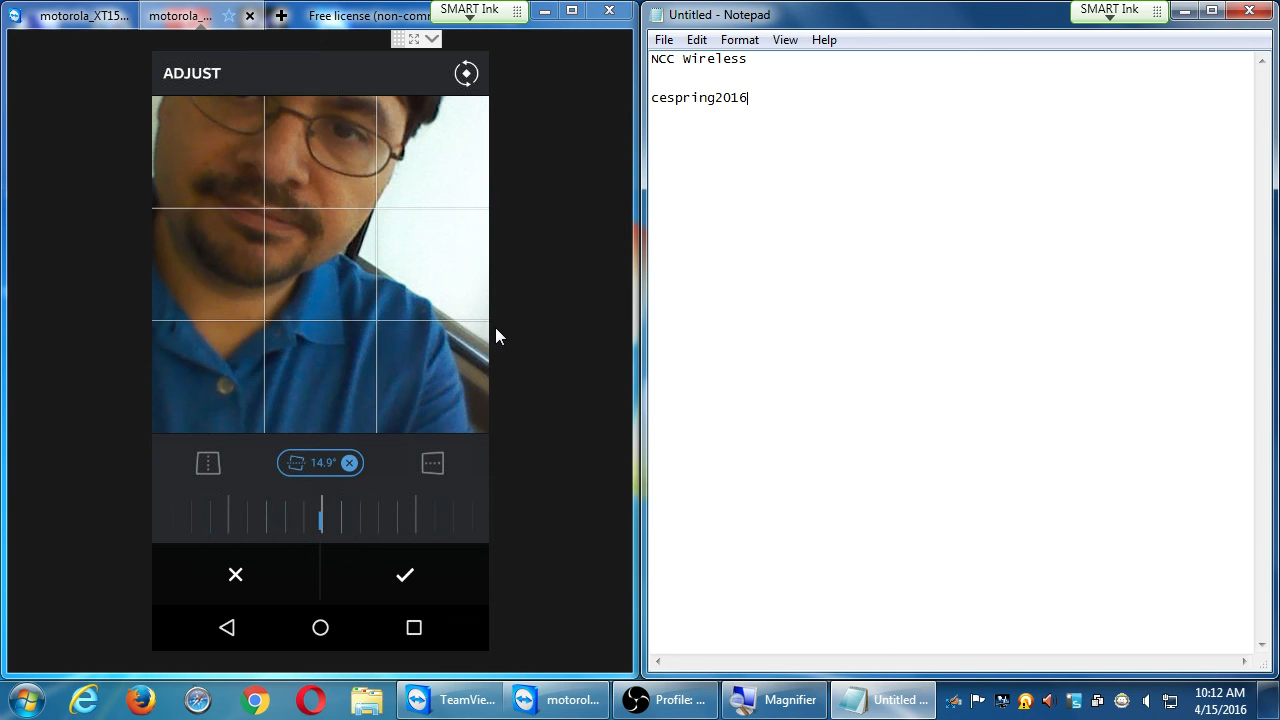 motorola_XT15...
motorola_...
Free license (non-comm
SMART Ink
ADJUST
14.9°
Untitled - Notepad
SMART Ink
File Edit Format View Help
NCC Wireless
cespring2016
TeamVie...
motorol...
Profile: ...
Magnifier
Untitled ...
10:12 AM
4/15/2016